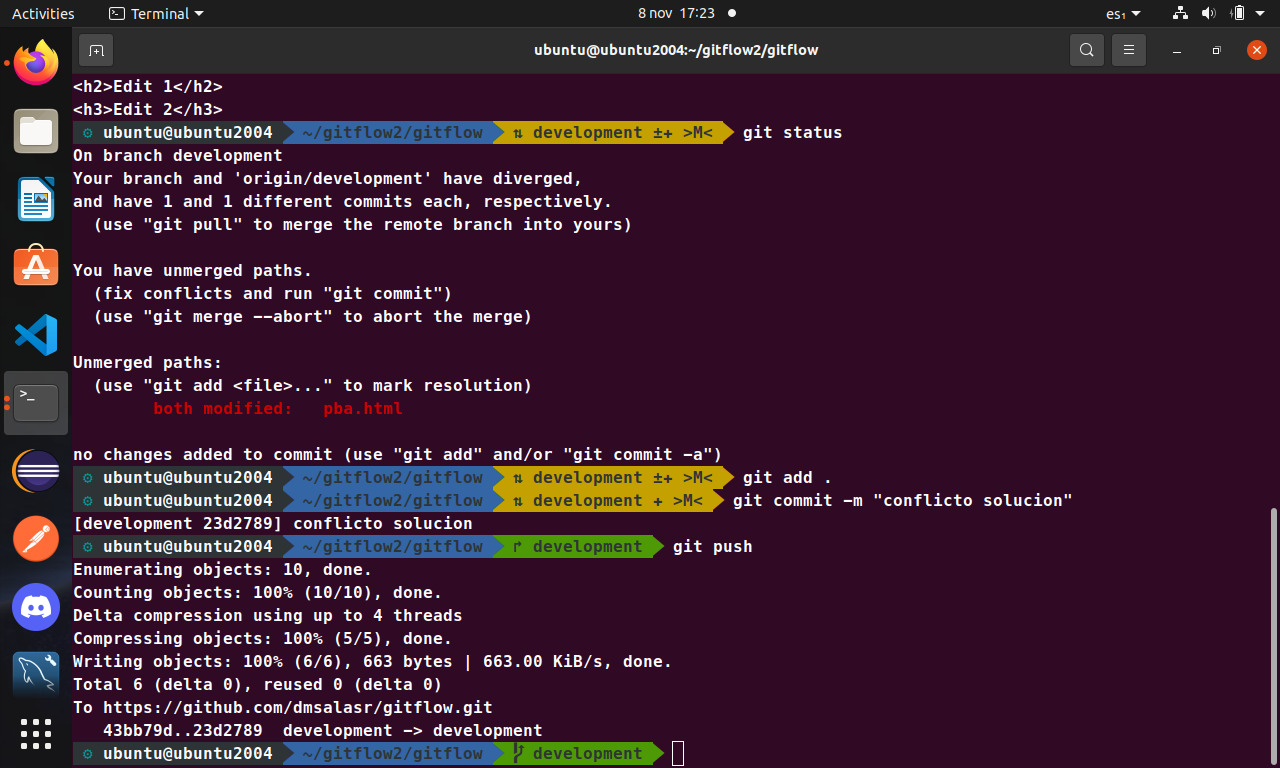 Activities
Terminal
8 nov 17:23
es₁
ubuntu@ubuntu2004:~/gitflow2/gitflow
<h2>Edit 1</h2>
<h3>Edit 2</h3>
⚙ ubuntu@ubuntu2004 ~/gitflow2/gitflow ⇅ development ±+ >M< git status
On branch development
Your branch and 'origin/development' have diverged,
and have 1 and 1 different commits each, respectively.
  (use "git pull" to merge the remote branch into yours)
You have unmerged paths.
  (fix conflicts and run "git commit")
  (use "git merge --abort" to abort the merge)
Unmerged paths:
  (use "git add <file>..." to mark resolution)
        both modified:   pba.html
no changes added to commit (use "git add" and/or "git commit -a")
⚙ ubuntu@ubuntu2004 ~/gitflow2/gitflow ⇅ development ±+ >M< git add .
⚙ ubuntu@ubuntu2004 ~/gitflow2/gitflow ⇅ development + >M< git commit -m "conflicto solucion"
[development 23d2789] conflicto solucion
⚙ ubuntu@ubuntu2004 ~/gitflow2/gitflow ↱ development git push
Enumerating objects: 10, done.
Counting objects: 100% (10/10), done.
Delta compression using up to 4 threads
Compressing objects: 100% (5/5), done.
Writing objects: 100% (6/6), 663 bytes | 663.00 KiB/s, done.
Total 6 (delta 0), reused 0 (delta 0)
To https://github.com/dmsalasr/gitflow.git
   43bb79d..23d2789  development -> development
⚙ ubuntu@ubuntu2004 ~/gitflow2/gitflow development